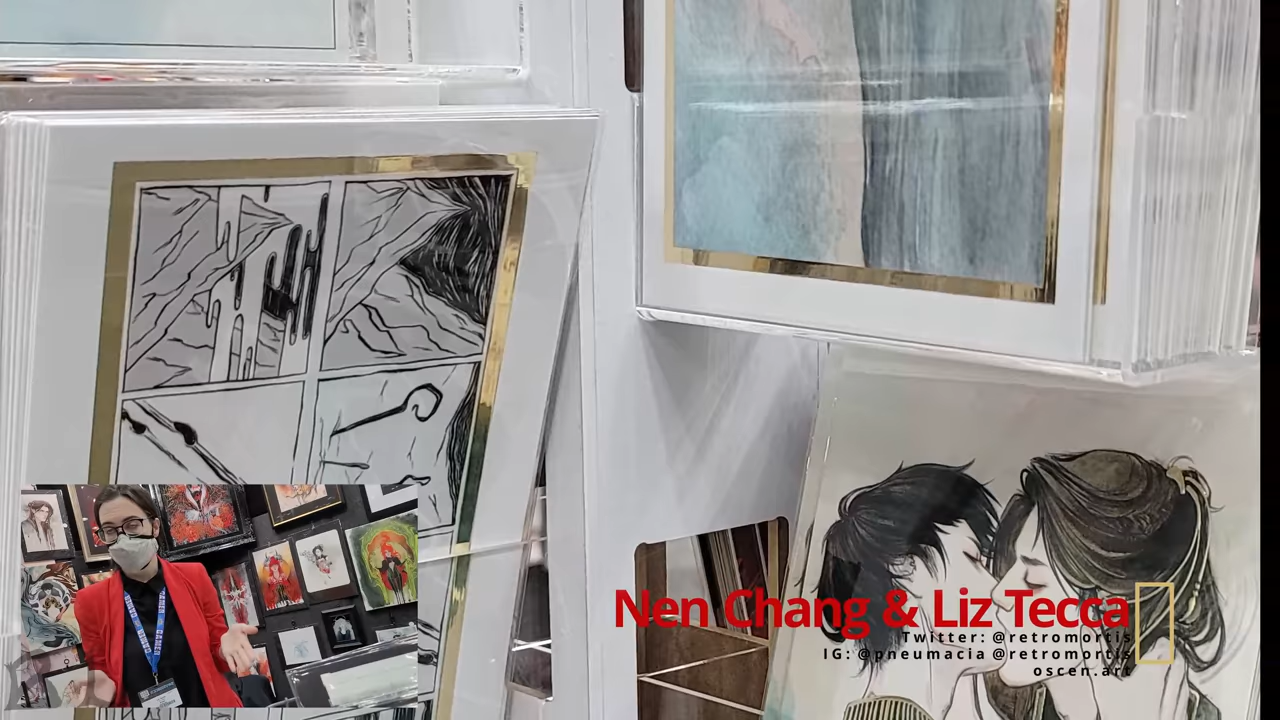 Nen Chang & Liz Tecca
Twitter: @retromortis
IG: @pneumacia @retromortis
oscen.art